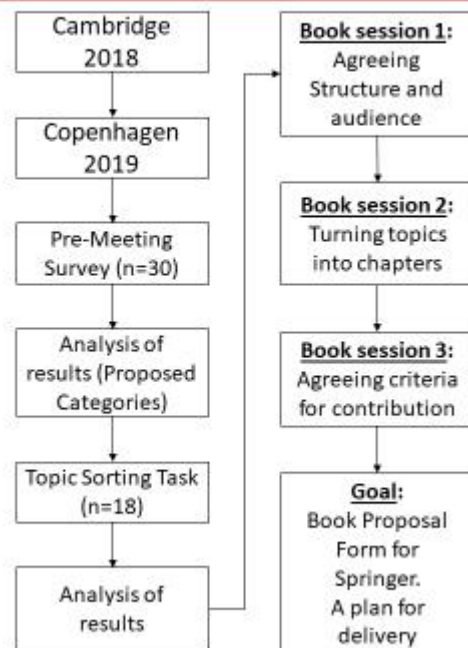 Cambridge
2018
Copenhagen
2019
Pre-Meeting
Survey (n=30)
Analysis of
results (Proposed
Categories)
Topic Sorting Task
(n=18)
Analysis of
results
Book session 1:
Agreeing
Structure and
audience
Book session 2:
Turning topics
into chapters
Book session 3:
Agreeing criteria
for contribution
Goal:
Book Proposal
Form for
Springer.
A plan for
delivery